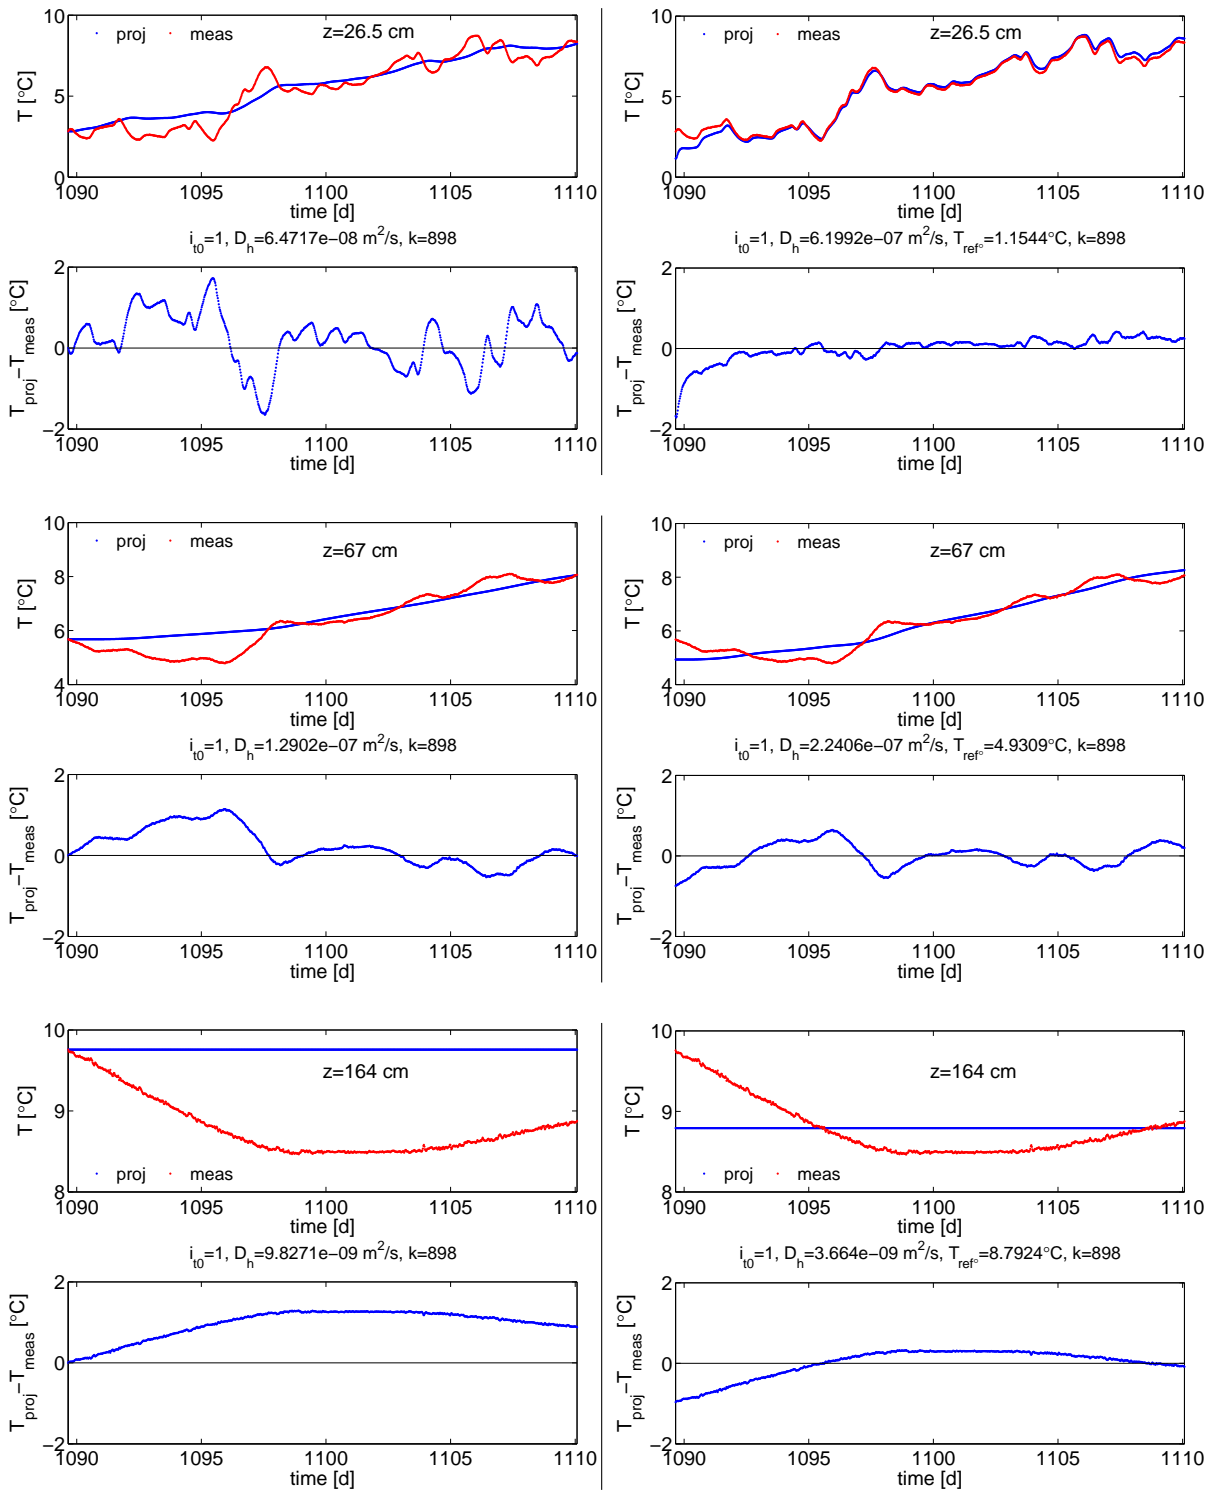 10
5
0
T [°C]
proj
meas
z=26.5 cm
1090 1095 1100 1105 1110
time [d]
i_t0=1, D_h=6.4717e−08 m²/s, k=898
2
0
−2
T_proj−T_meas [°C]
1090 1095 1100 1105 1110
time [d]
10
5
0
T [°C]
proj
meas
z=26.5 cm
1090 1095 1100 1105 1110
time [d]
i_t0=1, D_h=6.1992e−07 m²/s, T_ref°=1.1544°C, k=898
2
0
−2
T_proj−T_meas [°C]
1090 1095 1100 1105 1110
time [d]
10
8
6
4
T [°C]
proj
meas
z=67 cm
1090 1095 1100 1105 1110
time [d]
i_t0=1, D_h=1.2902e−07 m²/s, k=898
2
0
−2
T_proj−T_meas [°C]
1090 1095 1100 1105 1110
time [d]
10
8
6
4
T [°C]
proj
meas
z=67 cm
1090 1095 1100 1105 1110
time [d]
i_t0=1, D_h=2.2406e−07 m²/s, T_ref°=4.9309°C, k=898
2
0
−2
T_proj−T_meas [°C]
1090 1095 1100 1105 1110
time [d]
10
9
8
T [°C]
z=164 cm
proj
meas
1090 1095 1100 1105 1110
time [d]
i_t0=1, D_h=9.8271e−09 m²/s, k=898
2
0
−2
T_proj−T_meas [°C]
1090 1095 1100 1105 1110
time [d]
10
9
8
T [°C]
z=164 cm
proj
meas
1090 1095 1100 1105 1110
time [d]
i_t0=1, D_h=3.664e−09 m²/s, T_ref°=8.7924°C, k=898
2
0
−2
T_proj−T_meas [°C]
1090 1095 1100 1105 1110
time [d]